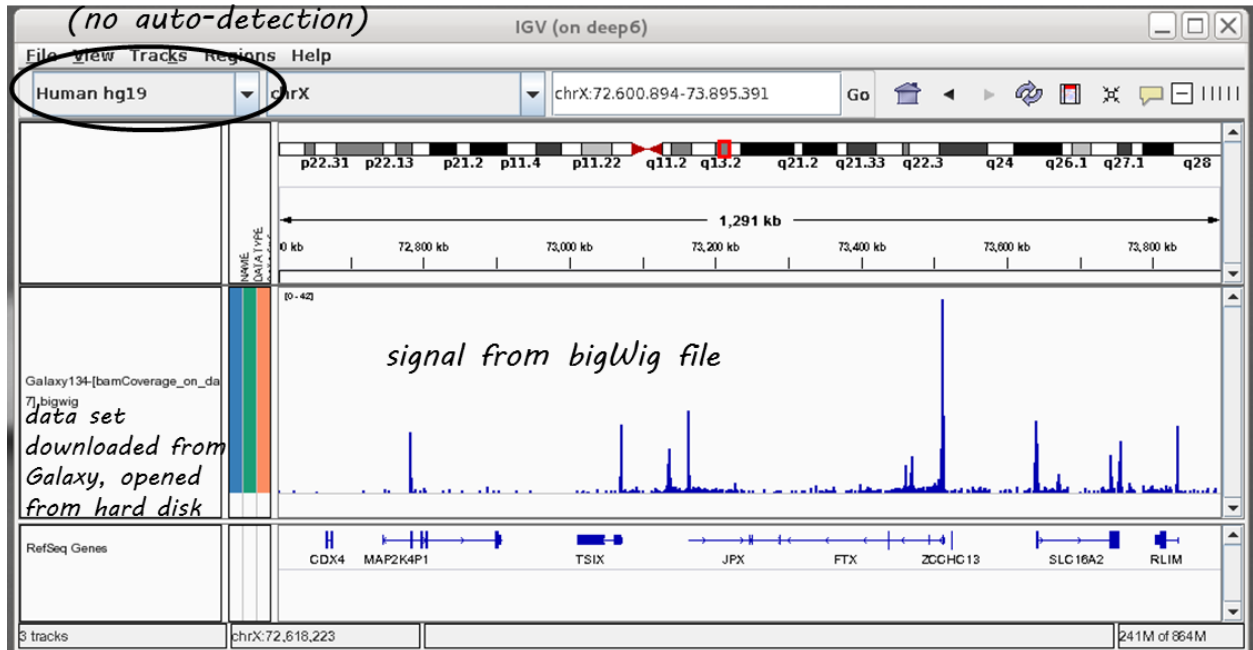 (no auto-detection)
IGV (on deep6)
File View Tracks Regions Help
Human hg19 chrX chrX:72.600.894-73.895.391 Go
p22.31 p22.13 p21.2 p11.4 p11.22 q11.2 q13.2 q21.2 q21.33 q22.3 q24 q26.1 q27.1 q28
1,291 kb
0 kb 72,800 kb 73,000 kb 73,200 kb 73,400 kb 73,600 kb 73,800 kb
NAME
DATA TYPE
[0 - 42]
signal from bigWig file
Galaxy134-[bamCoverage_on_da
7].bigwig
data set
downloaded from
Galaxy, opened
from hard disk
RefSeq Genes
CDX4 MAP2K4P1 TSIX JPX FTX ZCCHC13 SLC16A2 RLIM
3 tracks chrX:72,618,223 241M of 864M